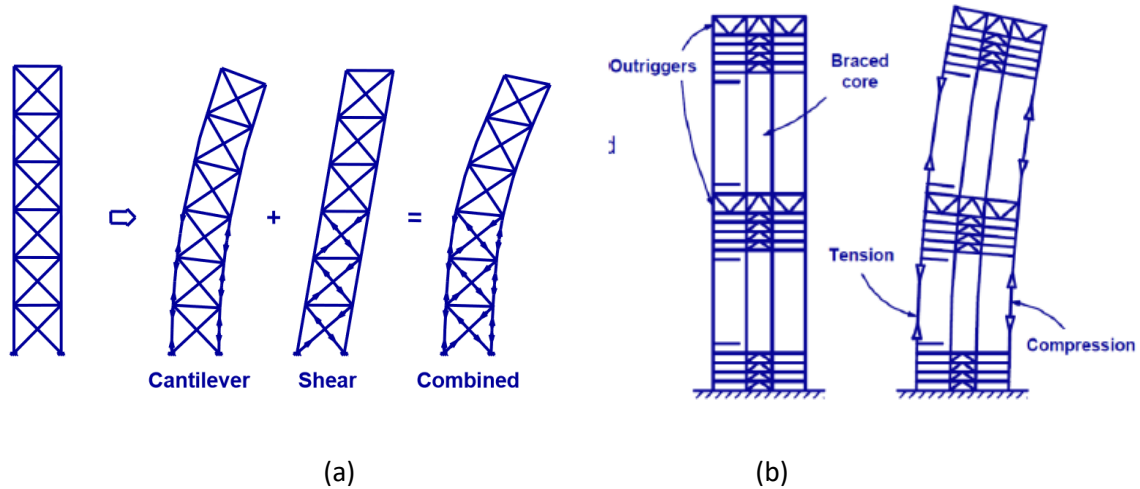 Cantilever + Shear = Combined
(a)
Outriggers
Braced
core
d
Tension
Compression
(b)